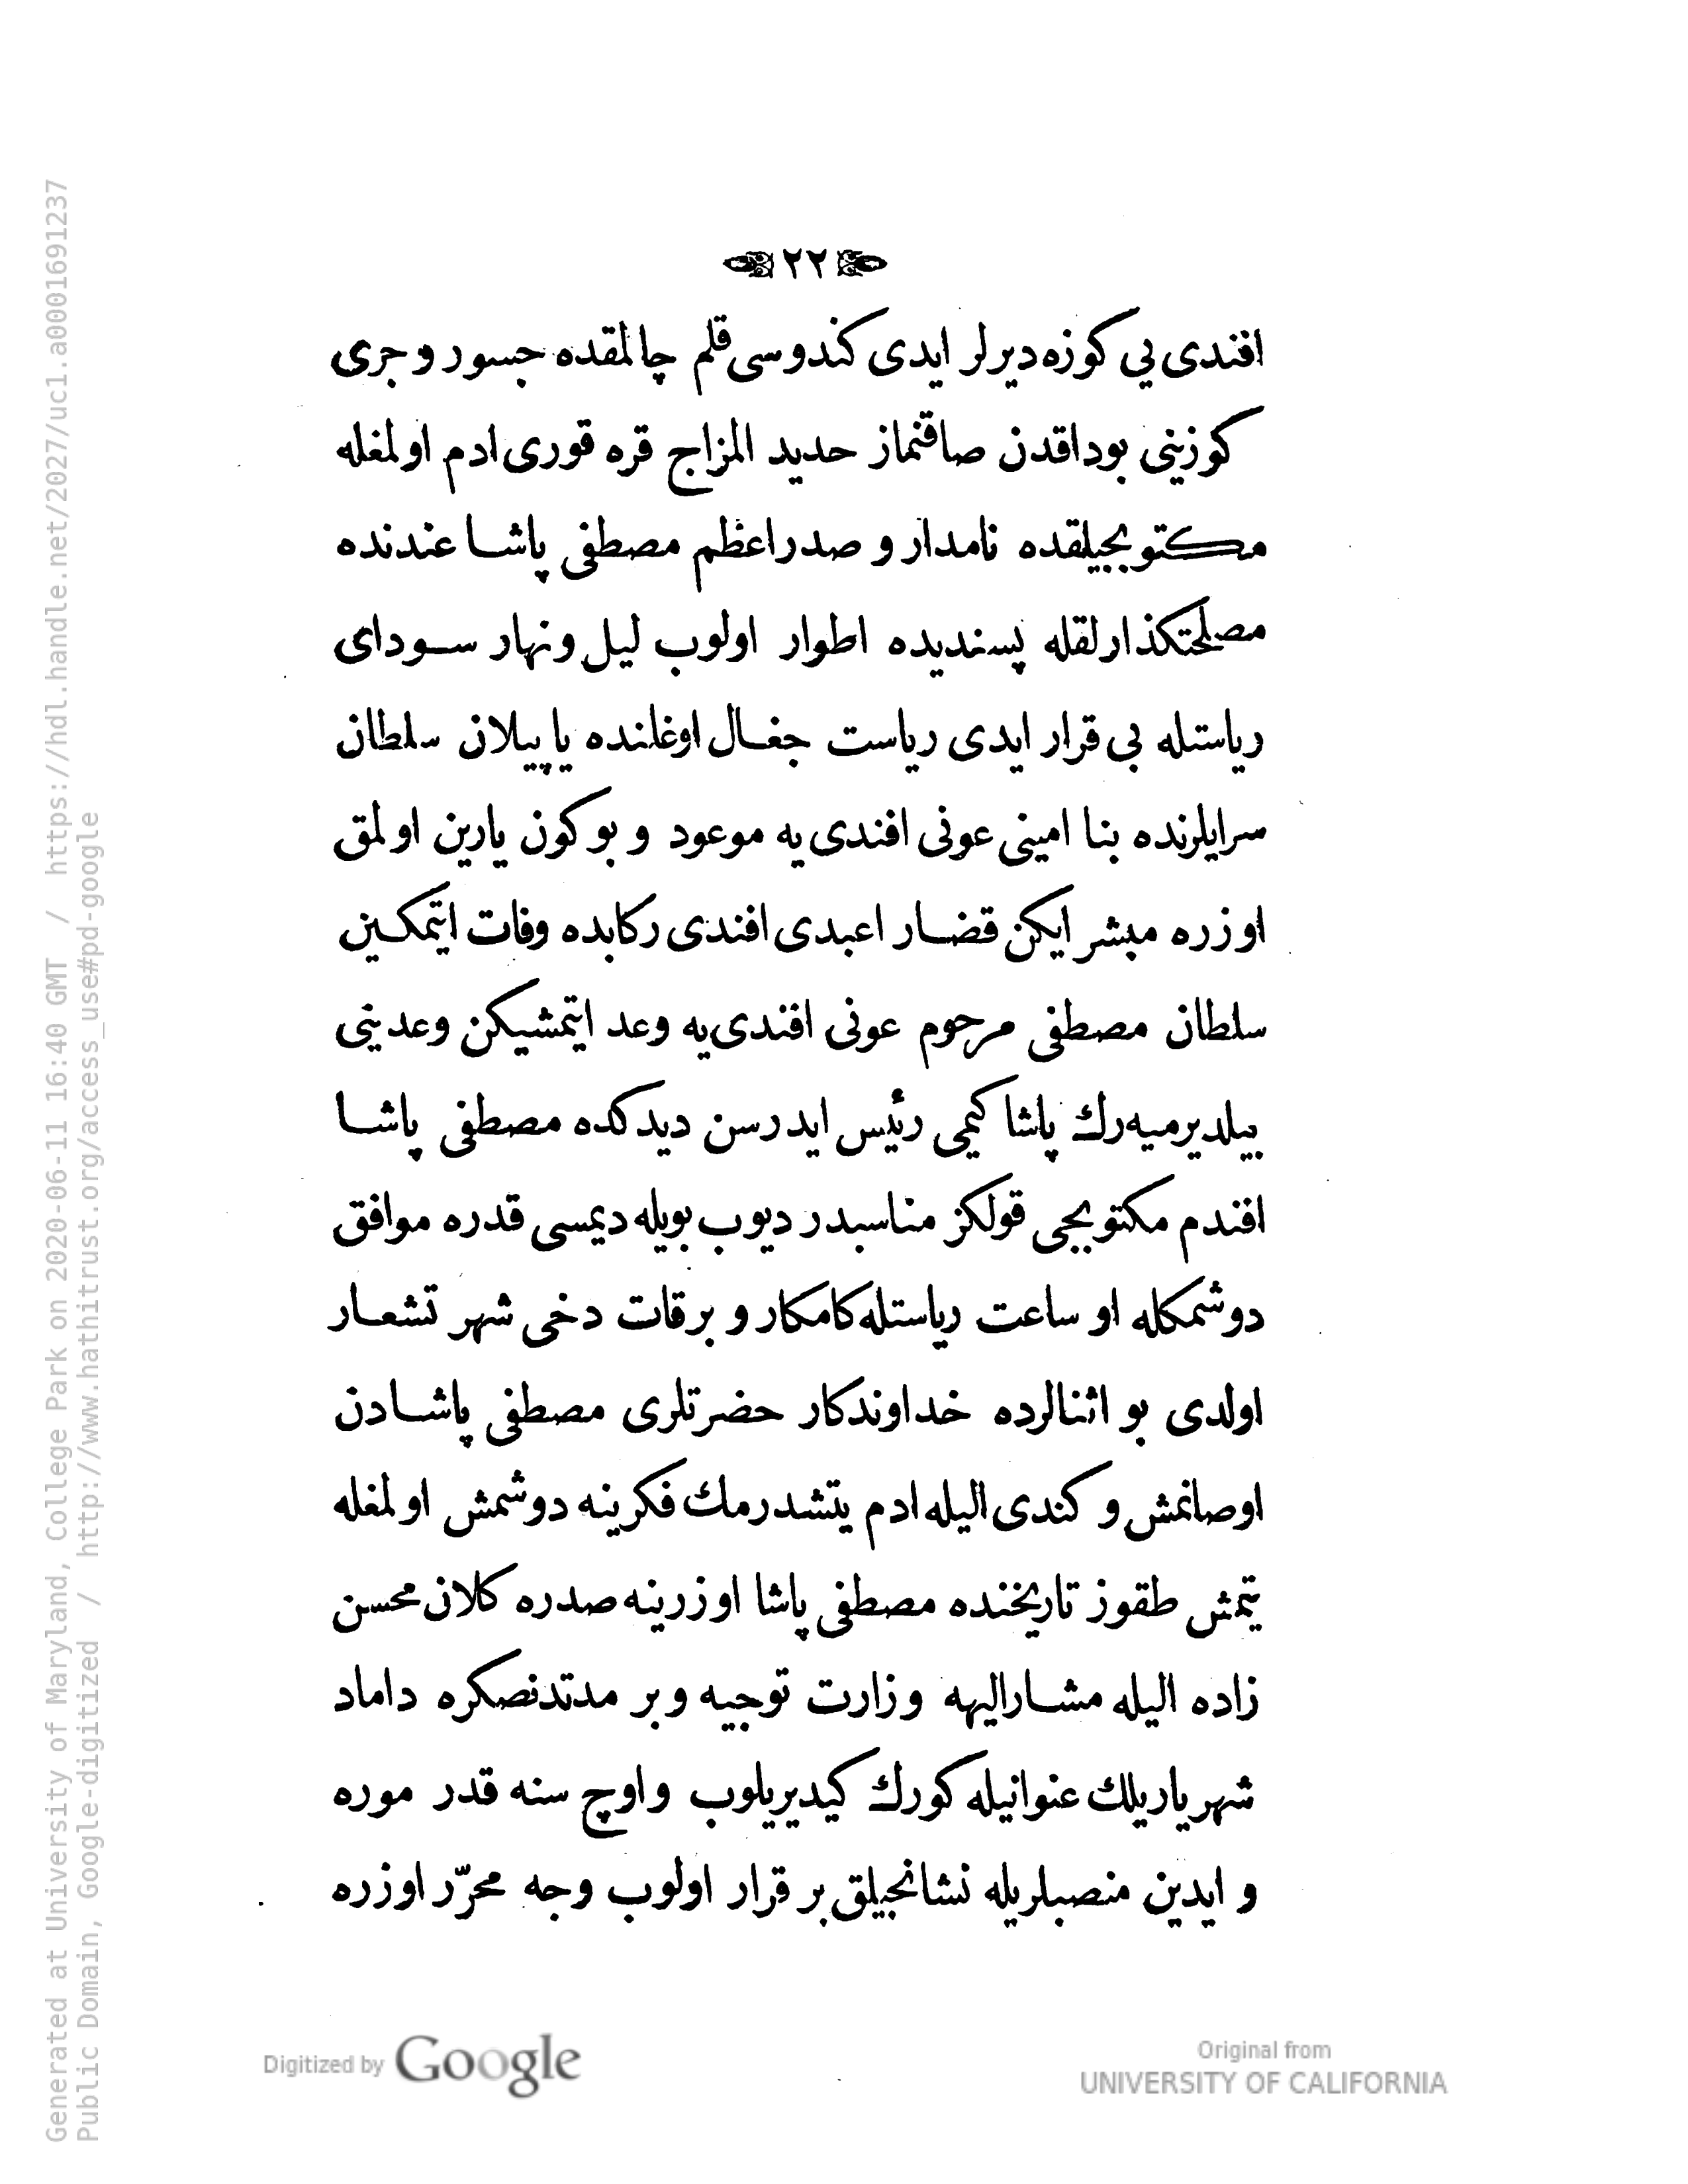 ٢٢
افندی یی کوزه دیرلر ایدی کندوسی قلم چالمقده جسور و جری
کوزینی بوداقدن صاقنماز حدید المزاج قره قوری ادم اولمغله
مکتوبجیلقده نامدار و صدراعظم مصطفی پاشا عندنده
مصلحتکذارلقله پسندیده اطوار اولوب لیل ونهار سودای
ریاستله بی قرار ایدی ریاست جغال اوغلنده یا ییلان سلطان
سرایلرنده بنا امینی عونی افندی یه موعود و بو کون یارین اولمق
اوزره مبشر ایکن قضارا عبدی افندی رکابده وفات ایتمکین
سلطان مصطفی مرحوم عونی افندی یه وعد ایتمشیکن وعدینی
بیلدیرمیه رك پاشا کیمی رئیس ایدرسن دیدکده مصطفی پاشا
افندم مکتوبجی قولکز مناسبدر دیوب بویله دیمسی قدره موافق
دوشمکله او ساعت ریاستله کامکار و برقات دخی شهر تشعار
اولدی بو اثنالرده خداوندکار حضرتلری مصطفی پاشادن
اوصانمش و کندی الیله ادم یتشدرمك فکرینه دوشمش اولمغله
یتمش طقوز تاریخنده مصطفی پاشا اوزرینه صدره کلان محسن
زاده الیله مشارالیهه وزارت توجیه و بر مدتدنصکره داماد
شهریاریلك عنوانیله کورك کیدیریلوب واوچ سنه قدر موره
و ایدین منصبلریله نشانجیلق بر قرار اولوب وجه محرّر اوزره
Digitized by Google
Original from
UNIVERSITY OF CALIFORNIA
Generated at University of Maryland, College Park on 2020-06-11 16:40 GMT / https://hdl.handle.net/2027/uc1.a0001691237
Public Domain, Google-digitized / http://www.hathitrust.org/access_use#pd-google